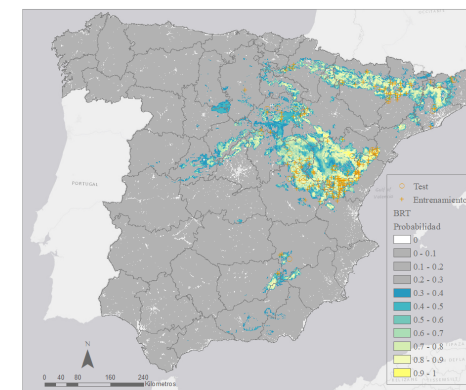 PORTUGAL
Test
Entrenamiento
BRT
Probabilidad
0
0 - 0.1
0.1 - 0.2
0.2 - 0.3
0.3 - 0.4
0.4 - 0.5
0.5 - 0.6
0.6 - 0.7
0.7 - 0.8
0.8 - 0.9
0.9 - 1
N
0 40 80 160 240
Kilometros